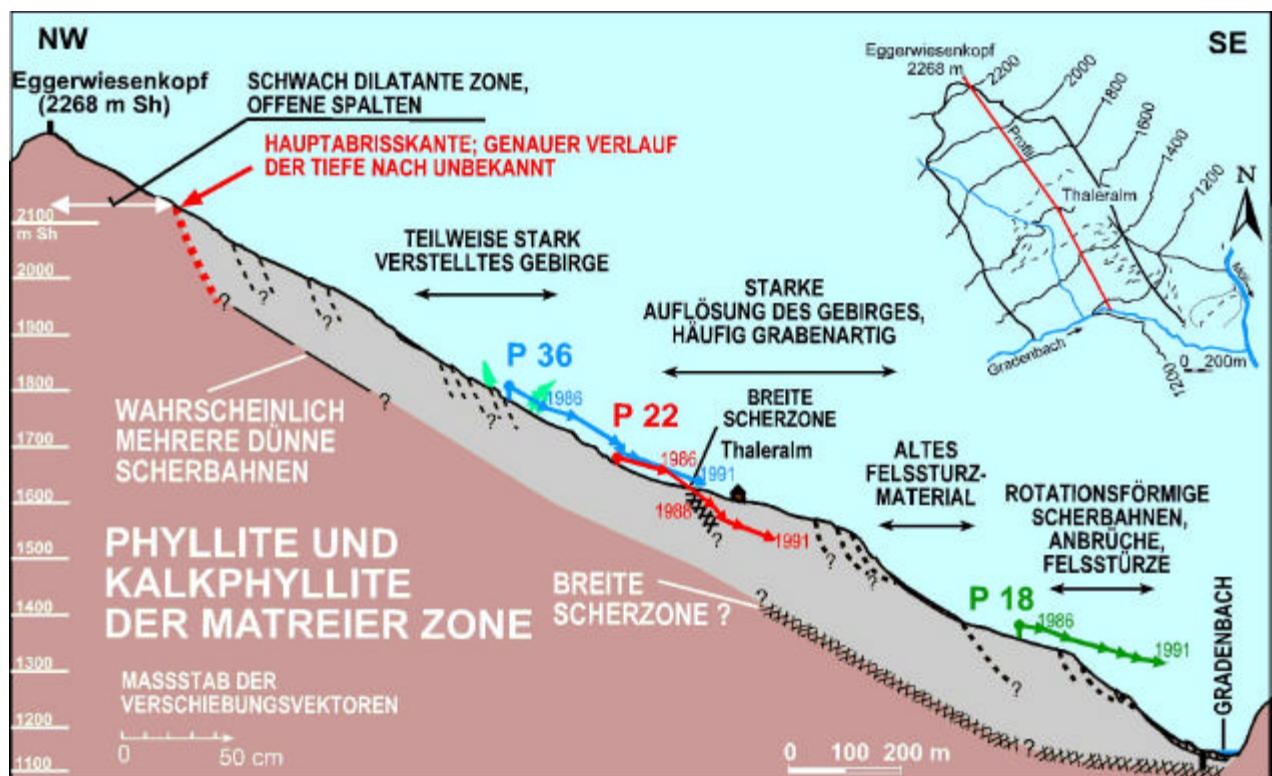 NW
SE
Eggerwiesenkopf
(2268 m Sh)
SCHWACH DILATANTE ZONE,
OFFENE SPALTEN
HAUPTABRISSKANTE; GENAUER VERLAUF
DER TIEFE NACH UNBEKANNT
Eggerwiesenkopf
2268 m
2200
2000
1800
1600
1400
1200
Profil
Thaleralm
N
Möll
Gradenbach
0 200m
1200
TEILWEISE STARK
VERSTELLTES GEBIRGE
STARKE
AUFLÖSUNG DES GEBIRGES,
HÄUFIG GRABENARTIG
2100
m Sh
2000
1900
1800
1700
1600
1500
1400
1300
1200
1100
?
?
?
?
?
?
?
P 36
1986
1991
P 22
1986
1988
1991
BREITE
SCHERZONE
Thaleralm
?
ALTES
FELSSTURZ-
MATERIAL
ROTATIONSFÖRMIGE
SCHERBAHNEN,
ANBRÜCHE,
FELSSTÜRZE
?
?
?
?
P 18
1986
1991
GRADENBACH
WAHRSCHEINLICH
MEHRERE DÜNNE
SCHERBAHNEN
PHYLLITE UND
KALKPHYLLITE
DER MATREIER ZONE
BREITE
SCHERZONE ?
MASSSTAB DER
VERSCHIEBUNGSVEKTOREN
0 50 cm
0 100 200 m